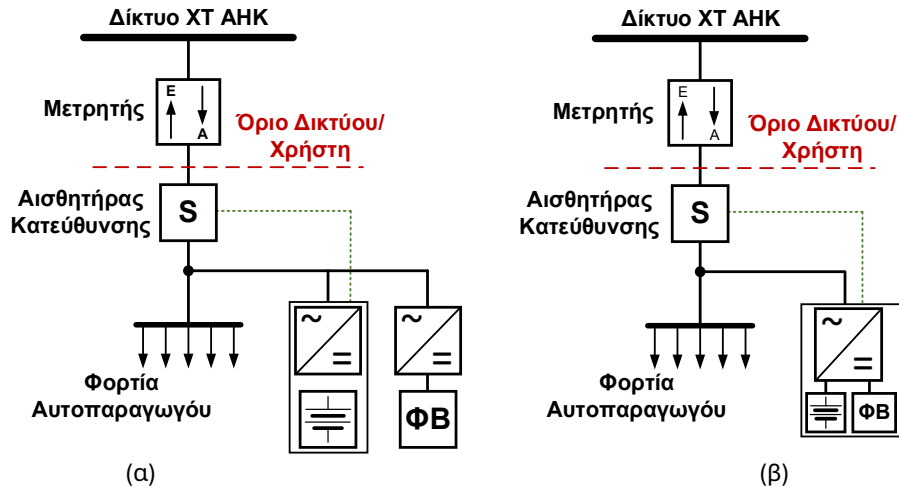 Δίκτυο ΧΤ ΑΗΚ
Μετρητής
E
A
Όριο Δικτύου/
Χρήστη
Αισθητήρας
Κατεύθυνσης
S
Φορτία
Αυτοπαραγωγού
ΦΒ
(α)
Δίκτυο ΧΤ ΑΗΚ
Μετρητής
E
A
Όριο Δικτύου/
Χρήστη
Αισθητήρας
Κατεύθυνσης
S
Φορτία
Αυτοπαραγωγού
ΦΒ
(β)